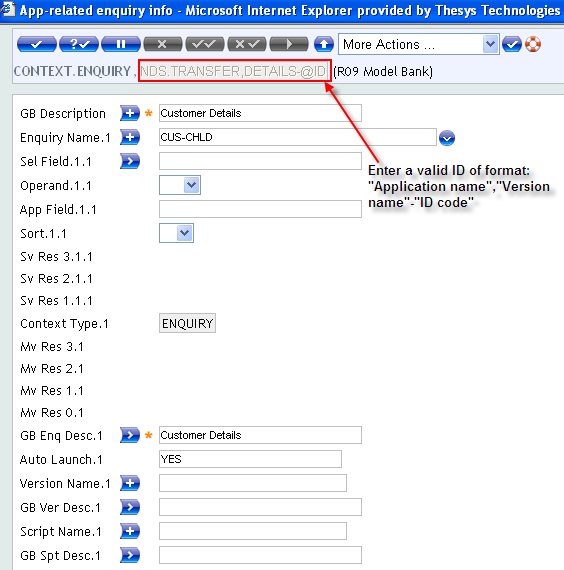 App-related enquiry info - Microsoft Internet Explorer provided by Thesys Technologies
More Actions ...
CONTEXT.ENQUIRY, NDS.TRANSFER,DETAILS-@ID (R09 Model Bank)
GB Description * Customer Details
Enquiry Name.1 CUS-CHLD
Enter a valid ID of format:
"Application name","Version
name"-"ID code"
Sel Field.1.1
Operand.1.1
App Field.1.1
Sort.1.1
Sv Res 3.1.1
Sv Res 2.1.1
Sv Res 1.1.1
Context Type.1 ENQUIRY
Mv Res 3.1
Mv Res 2.1
Mv Res 1.1
Mv Res 0.1
GB Enq Desc.1 * Customer Details
Auto Launch.1 YES
Version Name.1
GB Ver Desc.1
Script Name.1
GB Spt Desc.1